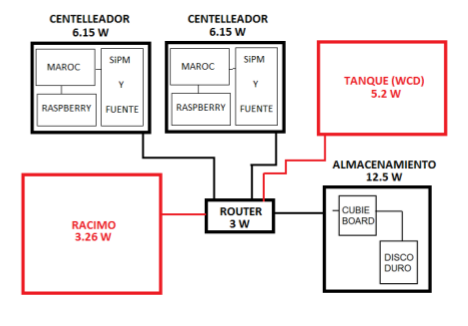 CENTELLEADOR
6.15 W
CENTELLEADOR
6.15 W
MAROC
SiPM
Y
FUENTE
RASPBERRY
MAROC
SiPM
Y
FUENTE
RASPBERRY
TANQUE (WCD)
5.2 W
ALMACENAMIENTO
12.5 W
RACIMO
3.26 W
ROUTER
3 W
CUBIE
BOARD
DISCO
DURO